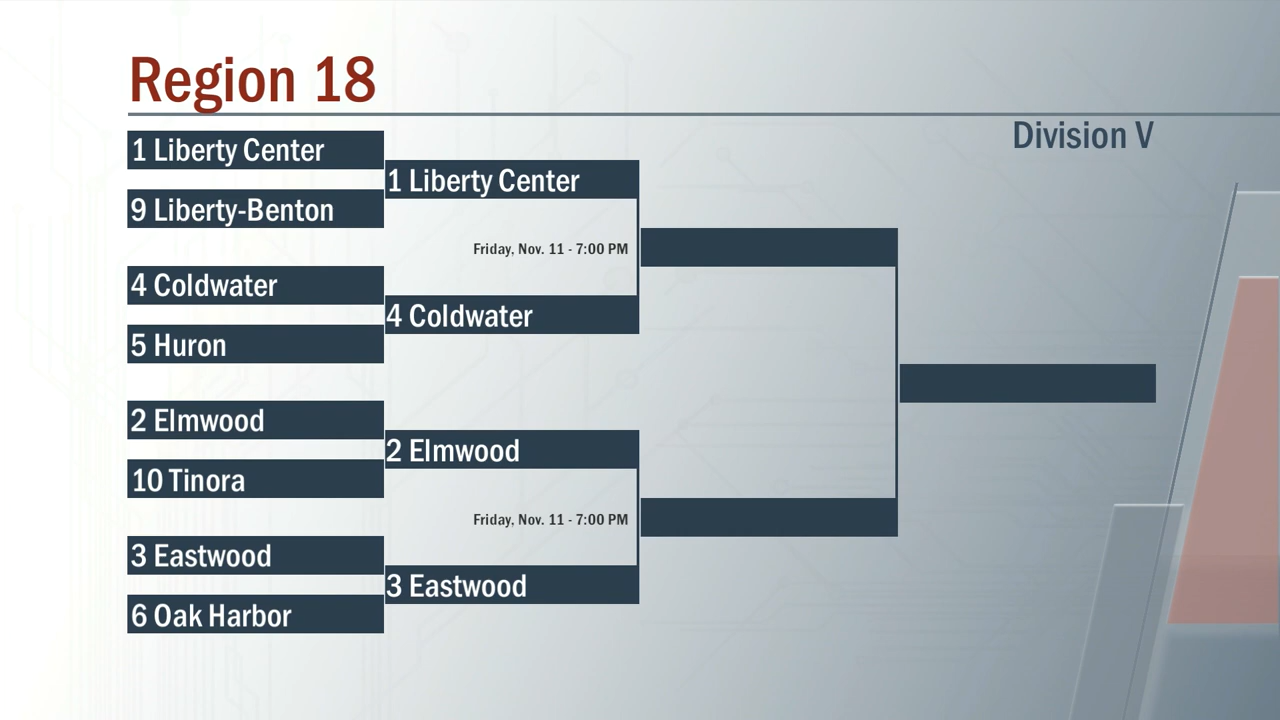 Region 18
Division V
1 Liberty Center
9 Liberty-Benton
4 Coldwater
5 Huron
2 Elmwood
10 Tinora
3 Eastwood
6 Oak Harbor
1 Liberty Center
Friday, Nov. 11 - 7:00 PM
4 Coldwater
2 Elmwood
Friday, Nov. 11 - 7:00 PM
3 Eastwood